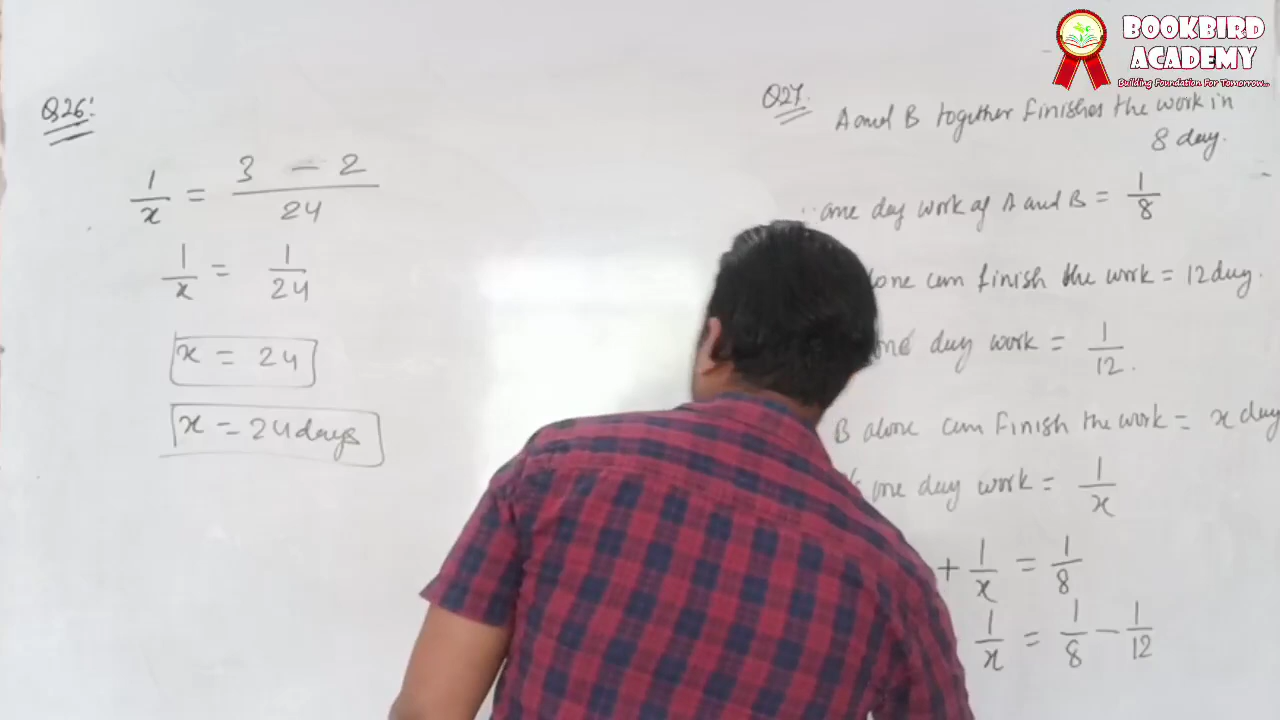 BOOKBIRD
ACADEMY
Building Foundation For Tomorrow...
Q26:
1/x = 3 - 2/24
1/x = 1/24
x = 24
x = 24 days
Q27.
A and B together finishes the work in
8 day.
one day work of A and B = 1/8
can finish the work = 12 day.
day work = 1/12.
B alone can finish the work = x day
one day work = 1/x
+ 1/x = 1/8
1/x = 1/8 - 1/12